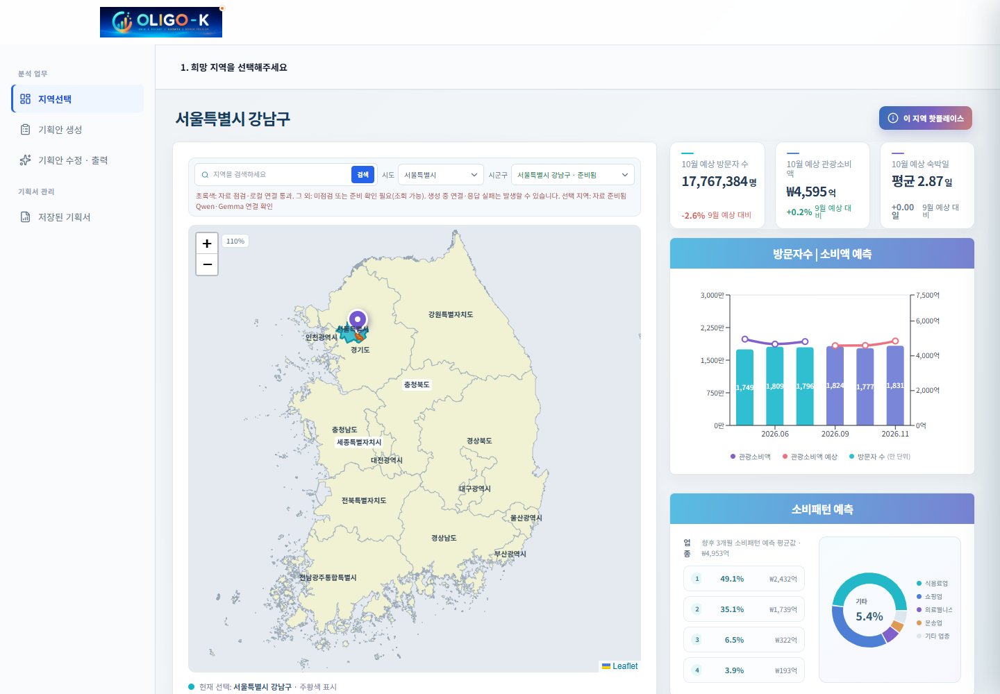 OLIGO-K
1. 희망 지역을 선택해주세요
분석 업무
지역선택
기획안 생성
기획안 수정 · 출력
기획서 관리
저장된 기획서
서울특별시 강남구
이 지역 핫플레이스
지역을 검색하세요
검색
시도
서울특별시
시군구
서울특별시 강남구 · 준비됨
초록색: 자료 점검·로컬 연결 통과. 그 외: 미점검 또는 준비 확인 필요(조회 가능). 생성 중 연결·응답 실패는 발생할 수 있습니다. 선택 지역: 자료 준비됨
Qwen·Gemma 연결 확인
+
−
110%
강원특별자치도
서울특별시
인천광역시
경기도
충청북도
충청남도
세종특별자치시
대전광역시
경상북도
대구광역시
전북특별자치도
울산광역시
경상남도
부산광역시
전남광주통합특별시
Leaflet
현재 선택: 서울특별시 강남구 · 주황색 표시
10월 예상 방문자 수
17,767,384 명
-2.6% 9월 예상 대비
10월 예상 관광소비
액
₩4,595 억
+0.2% 9월 예상 대
비
10월 예상 숙박일
평균 2.87 일
+0.00 9월 예상 대
일 비
방문자수 | 소비액 예측
3,000만
2,250만
1,500만
750만
0만
7,500억
6,000억
4,000억
2,000억
0억
1,749
1,809
1,796
1,824
1,777
1,831
2026.06
2026.09
2026.11
관광소비액
관광소비액 예상
방문자 수 (만 단위)
소비패턴 예측
업
종
향후 3개월 소비패턴 예측 평균값 ·
₩4,953억
1 49.1% ₩2,432억
2 35.1% ₩1,739억
3 6.5% ₩322억
4 3.9% ₩193억
기타
5.4%
식음료업
쇼핑업
의료웰니스
운송업
기타 업종